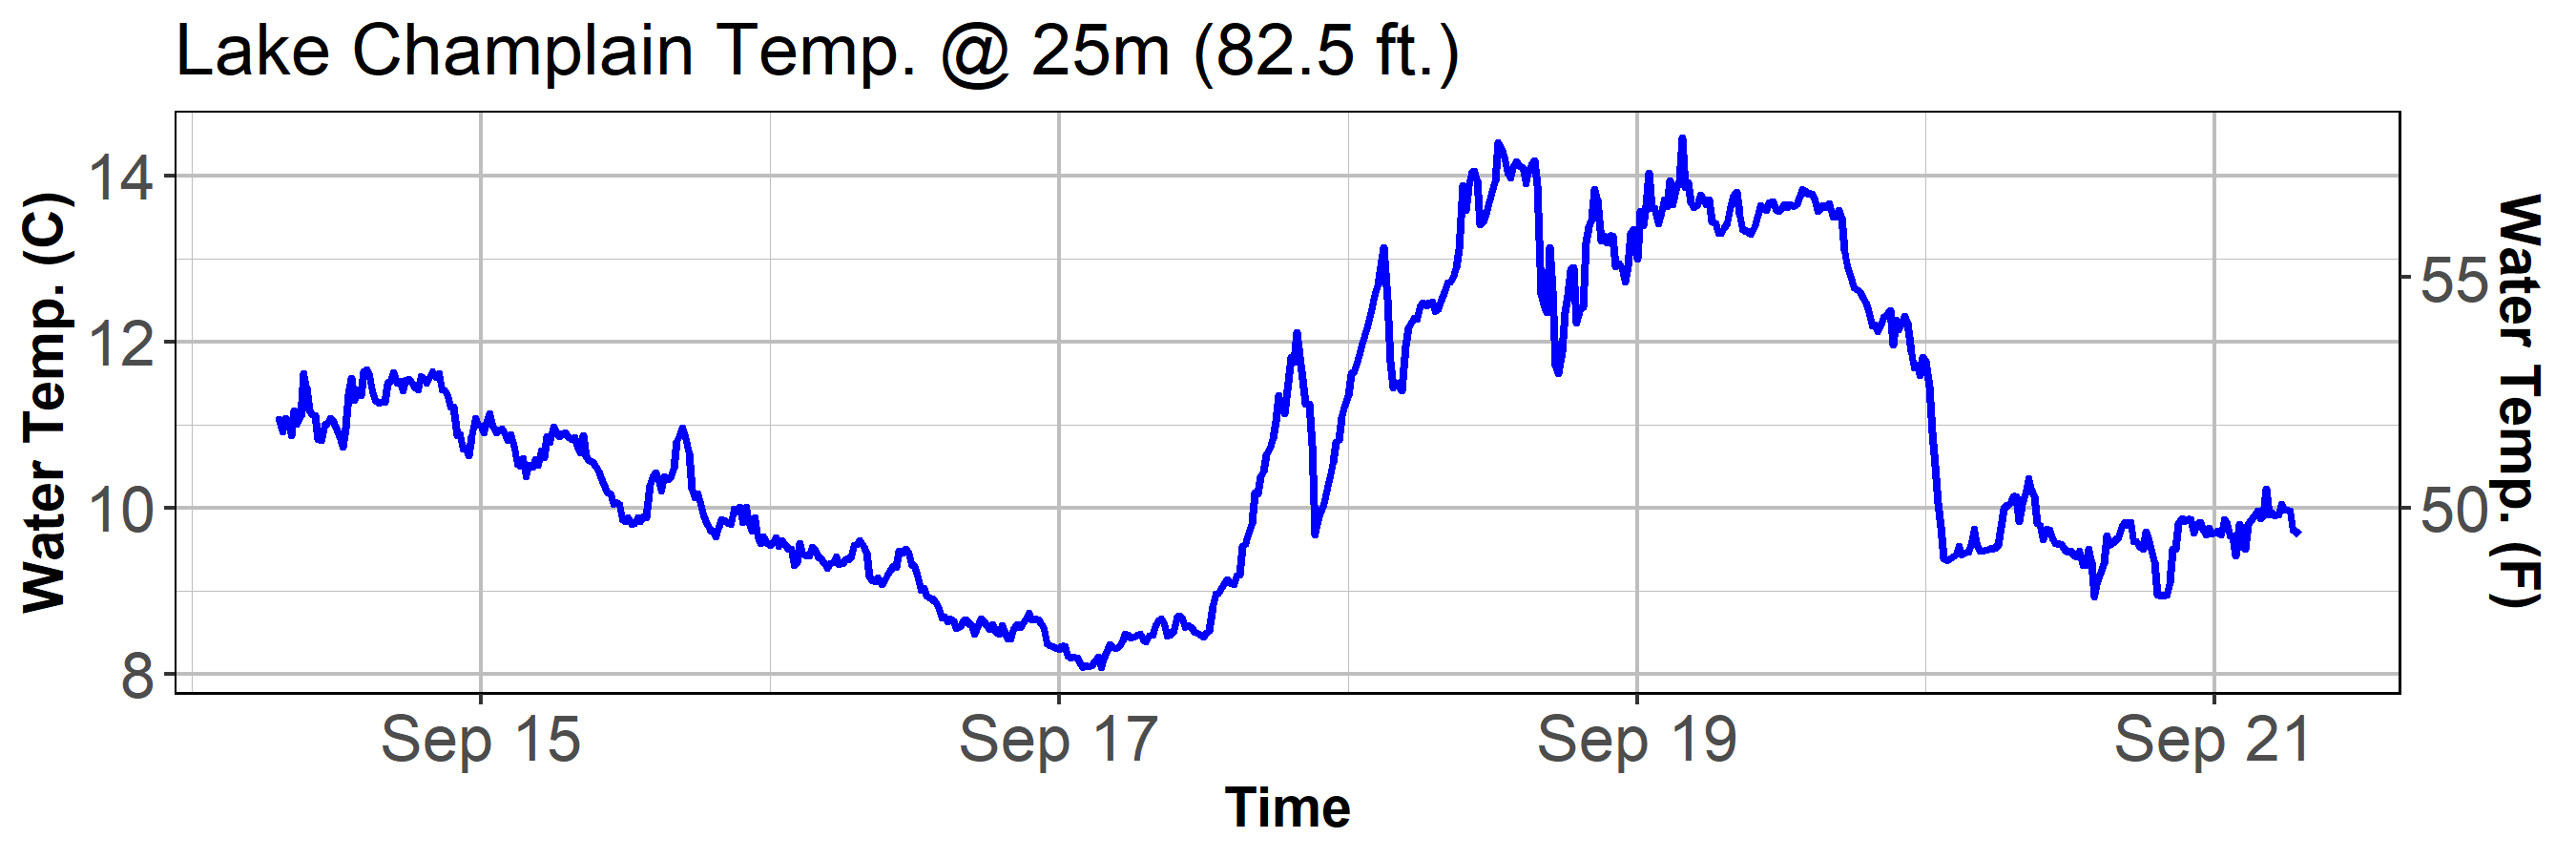 Lake Champlain Temp. @ 25m (82.5 ft.)
Water Temp. (C)
14
12
10
8
55
50
Water Temp. (F)
Sep 15
Sep 17
Sep 19
Sep 21
Time